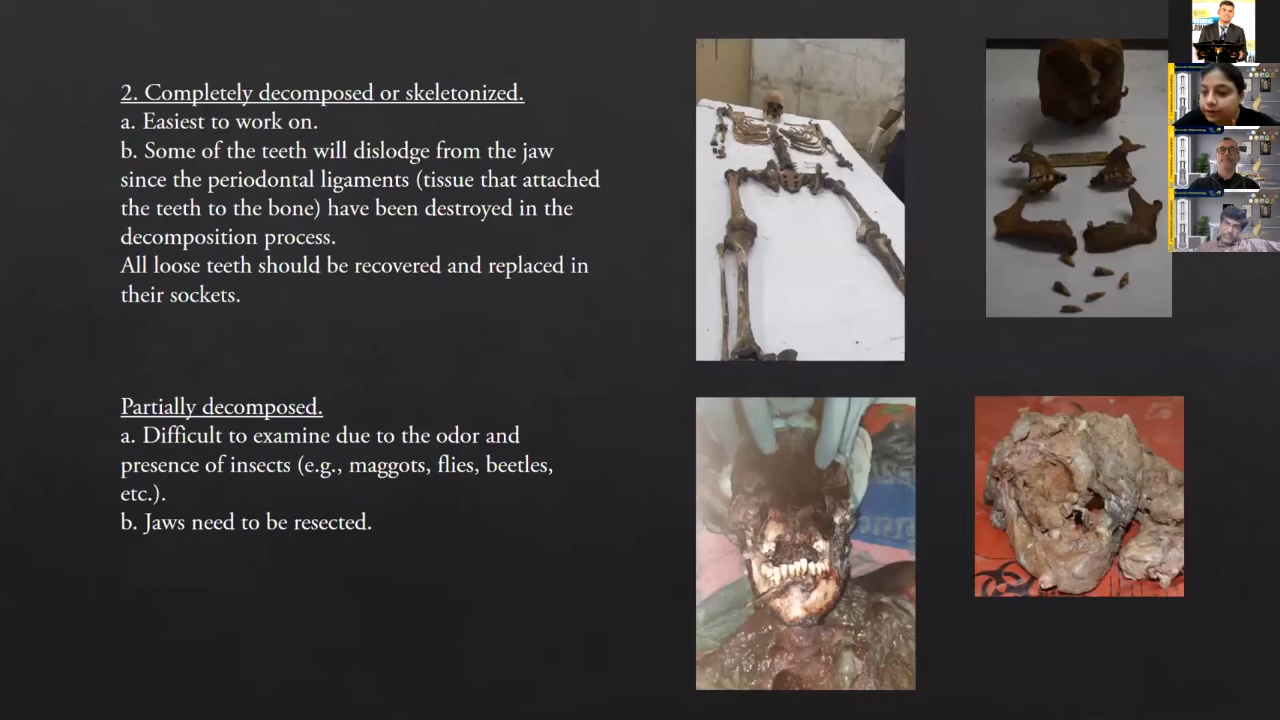 2. Completely decomposed or skeletonized.
a. Easiest to work on.
b. Some of the teeth will dislodge from the jaw
since the periodontal ligaments (tissue that attached
the teeth to the bone) have been destroyed in the
decomposition process.
All loose teeth should be recovered and replaced in
their sockets.
Partially decomposed.
a. Difficult to examine due to the odor and
presence of insects (e.g., maggots, flies, beetles,
etc.).
b. Jaws need to be resected.